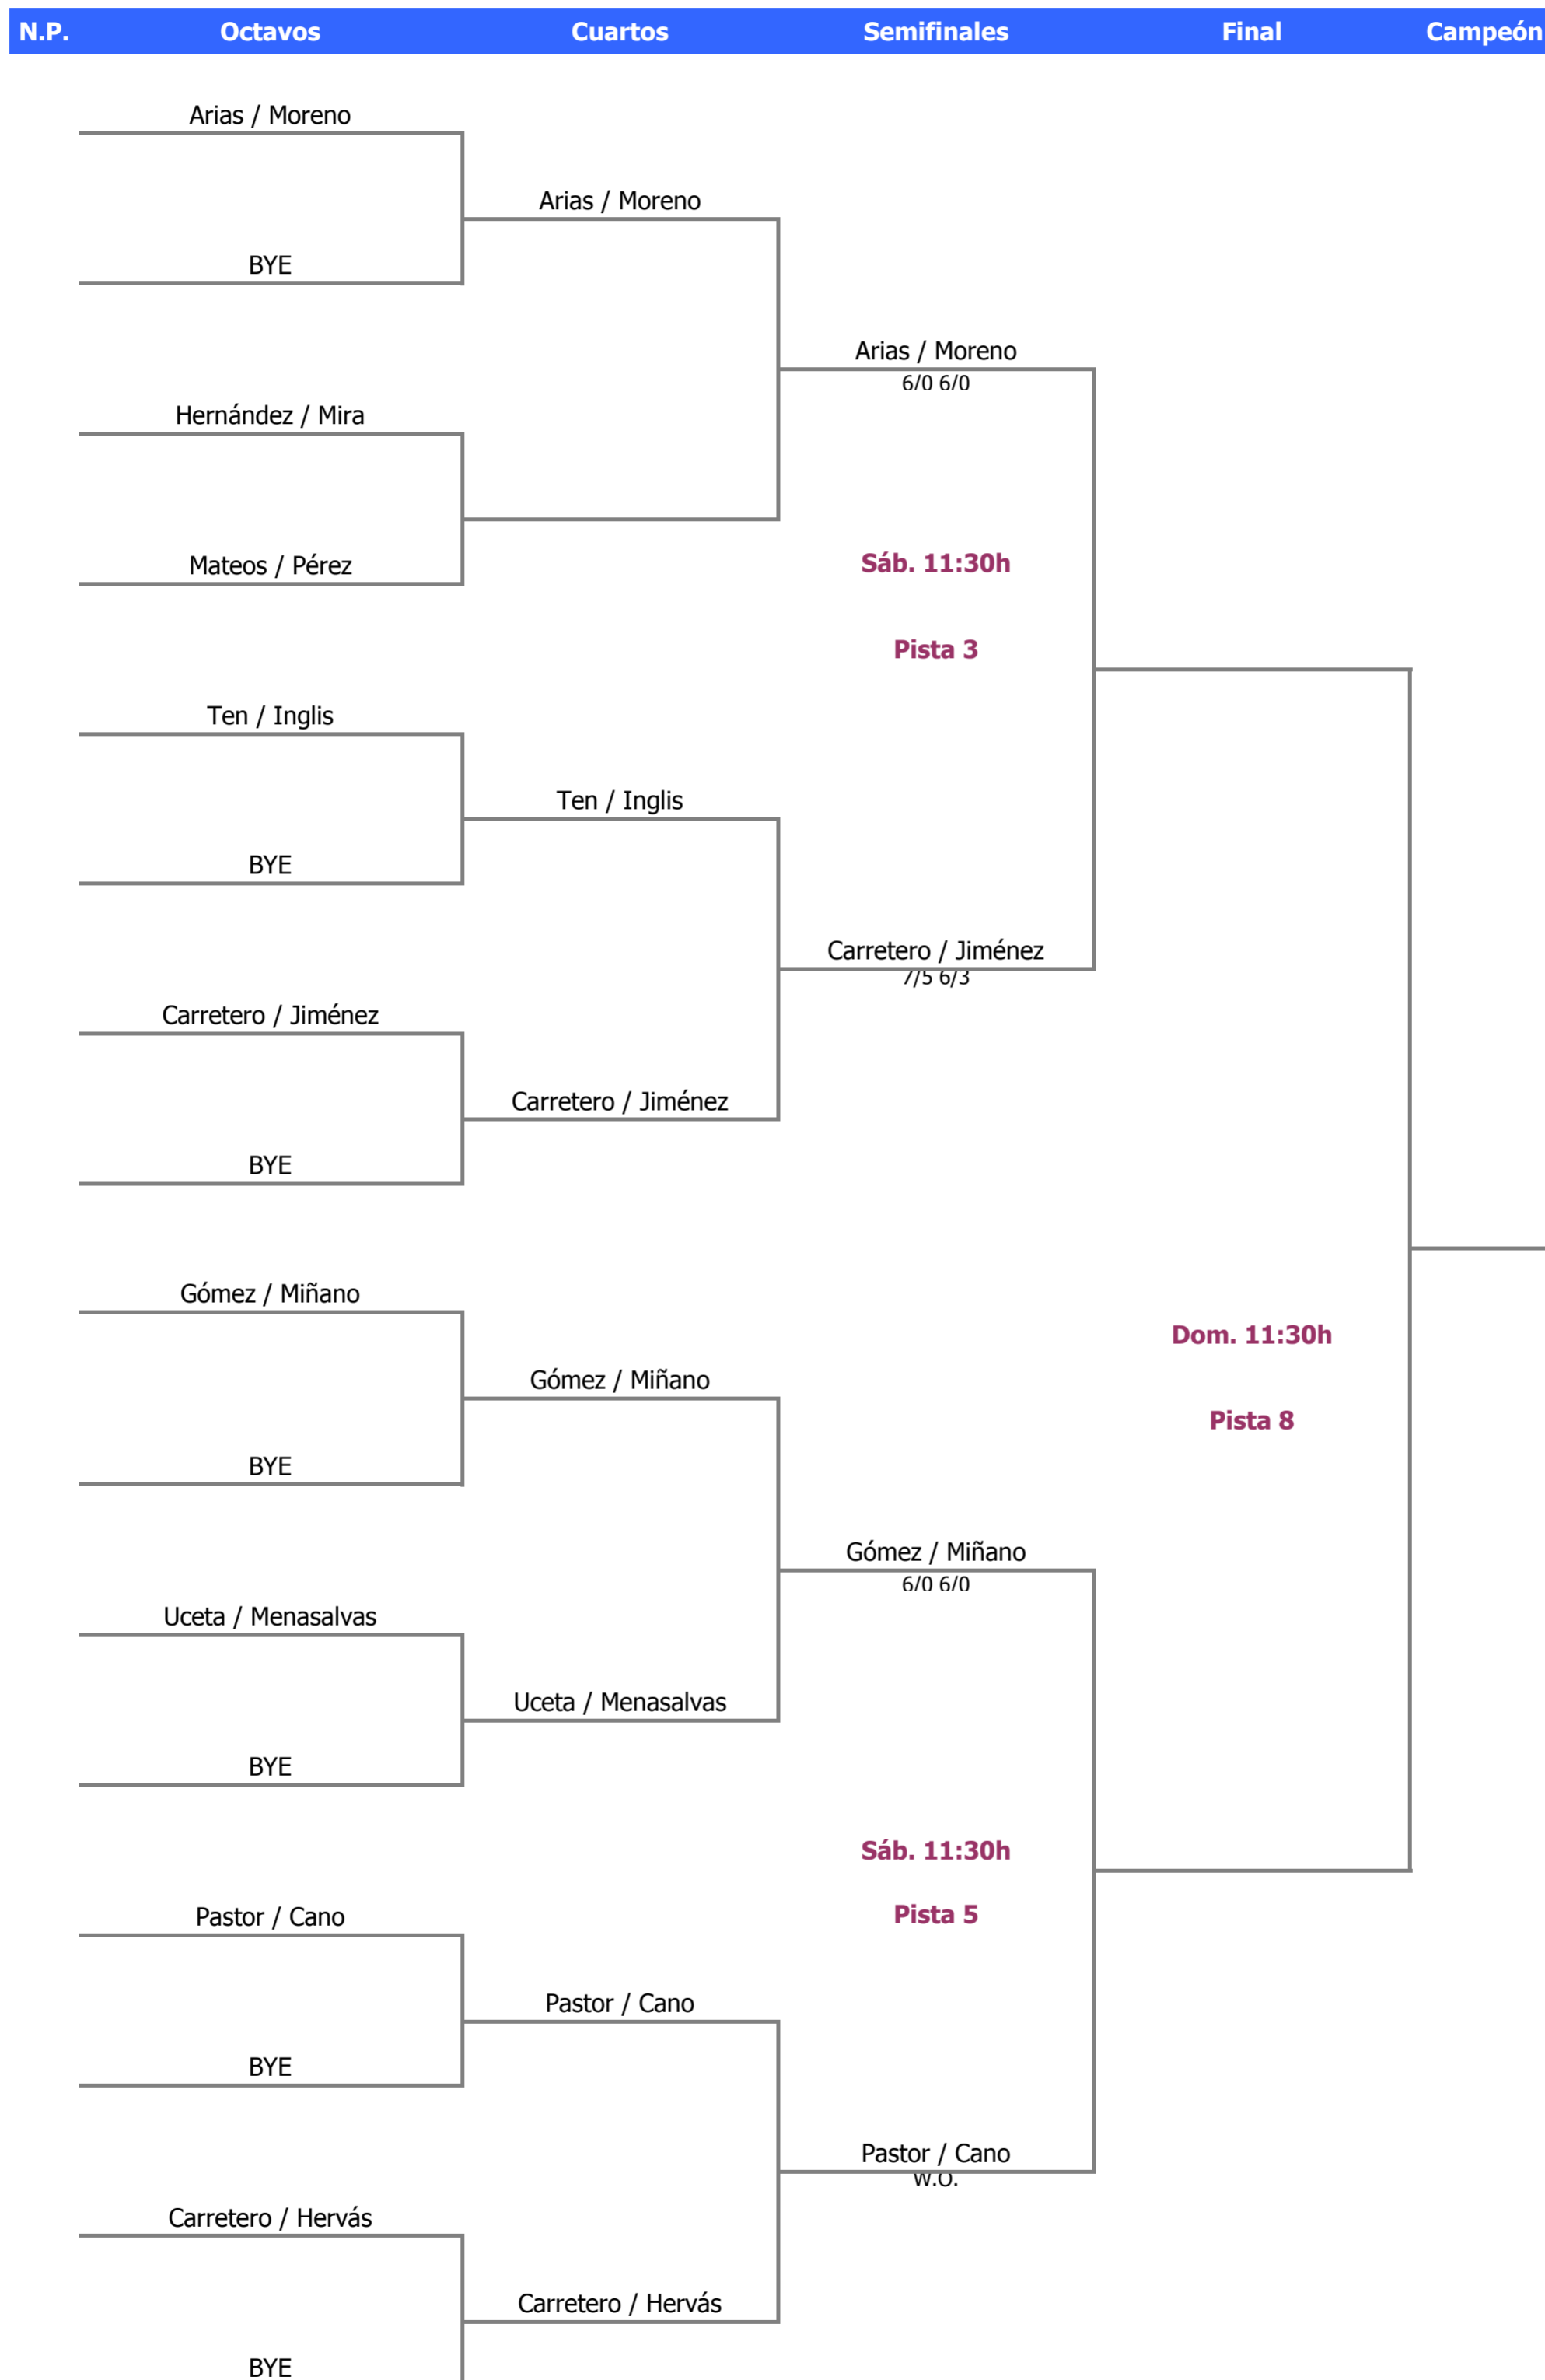 N.P. Octavos Cuartos Semifinales Final Campeón
Arias / Moreno
Arias / Moreno
BYE
Arias / Moreno
6/0 6/0
Hernández / Mira
Mateos / Pérez
Sáb. 11:30h
Pista 3
Ten / Inglis
Ten / Inglis
BYE
Carretero / Jiménez
7/5 6/3
Carretero / Jiménez
Carretero / Jiménez
BYE
Gómez / Miñano
Dom. 11:30h
Gómez / Miñano
Pista 8
BYE
Gómez / Miñano
6/0 6/0
Uceta / Menasalvas
Uceta / Menasalvas
BYE
Sáb. 11:30h
Pista 5
Pastor / Cano
Pastor / Cano
BYE
Pastor / Cano
W.O.
Carretero / Hervás
Carretero / Hervás
BYE